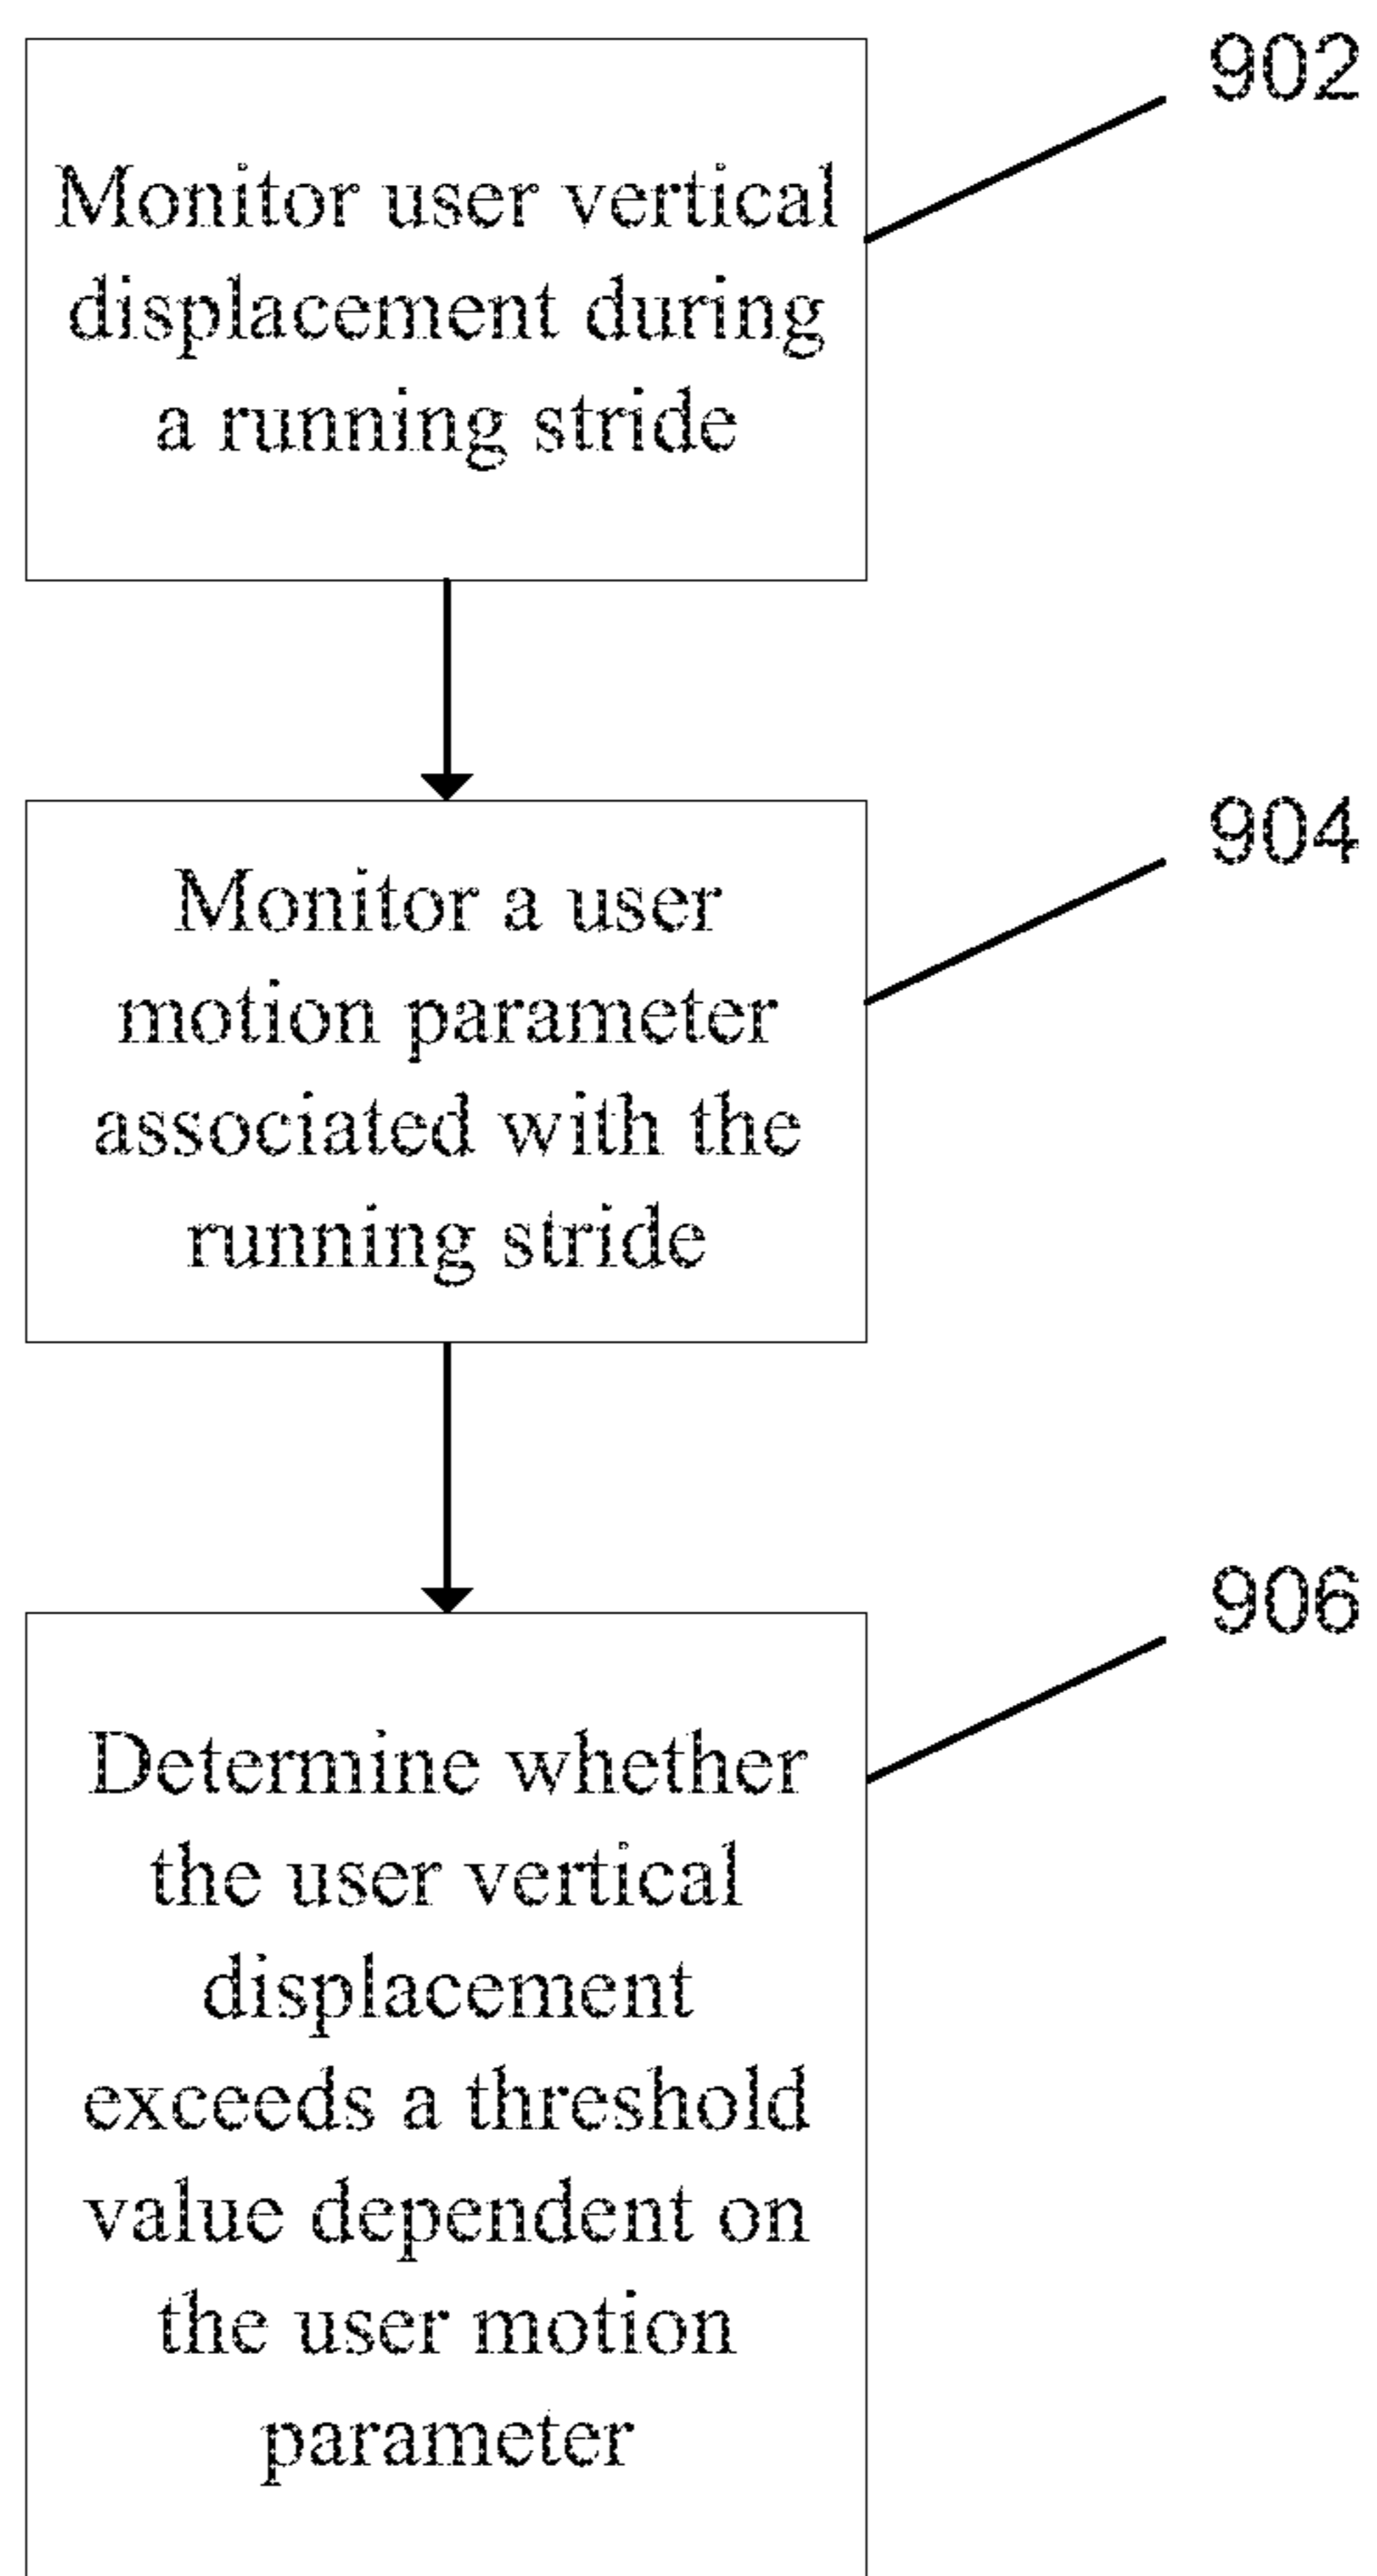 902
Monitor user vertical
displacement during
a running stride
904
Monitor a user
motion parameter
associated with the
running stride
906
Determine whether
the user vertical
displacement
exceeds a threshold
value dependent on
the user motion
parameter